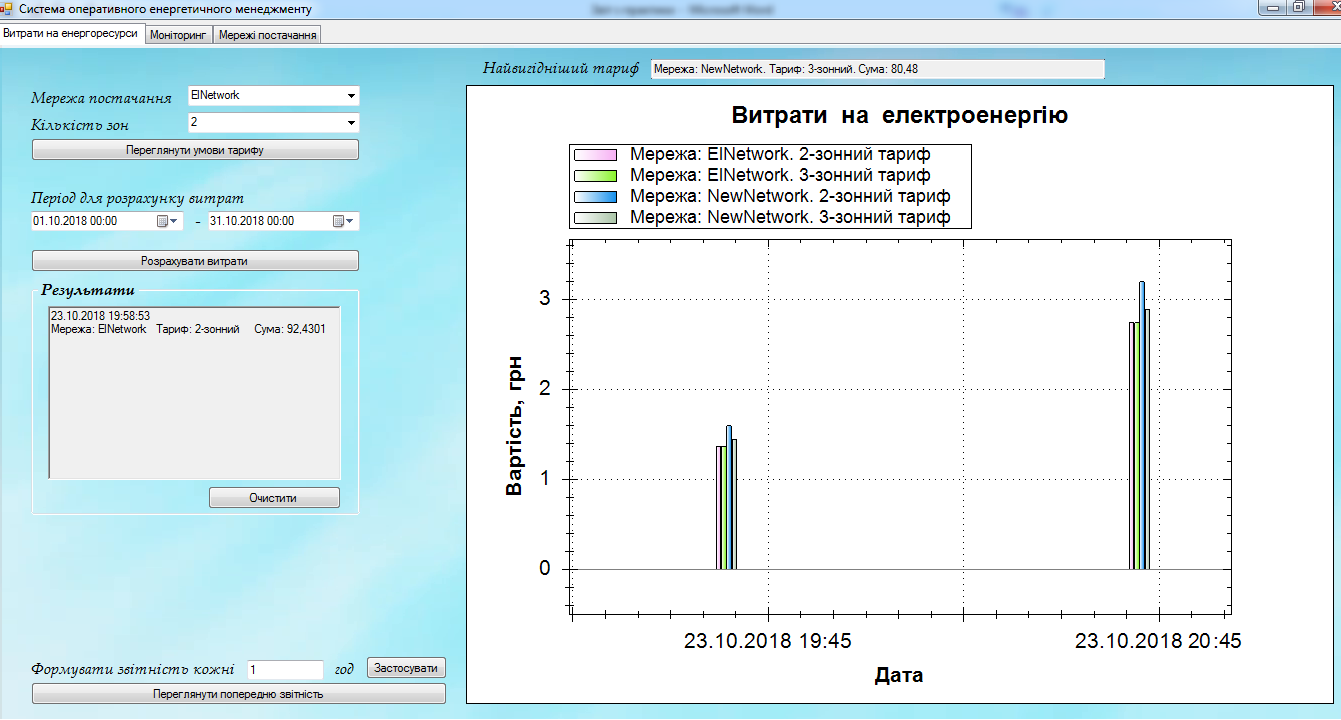 Система оперативного енергетичного менеджменту
Витрати на енергоресурси Моніторинг Мережі постачання
Найвигідніший тариф Мережа: NewNetwork. Тариф: 3-зонний. Сума: 80,48
Мережа постачання ElNetwork
Кількість зон 2
Переглянути умови тарифу
Період для розрахунку витрат
01.10.2018 00:00 - 31.10.2018 00:00
Розрахувати витрати
Результати
23.10.2018 19:58:53
Мережа: ElNetwork Тариф: 2-зонний Сума: 92,4301
Очистити
Формувати звітність кожні 1 год Застосувати
Переглянути попередню звітність
Витрати на електроенергію
Мережа: ElNetwork. 2-зонний тариф
Мережа: ElNetwork. 3-зонний тариф
Мережа: NewNetwork. 2-зонний тариф
Мережа: NewNetwork. 3-зонний тариф
Вартість, грн
3
2
1
0
23.10.2018 19:45 23.10.2018 20:45
Дата